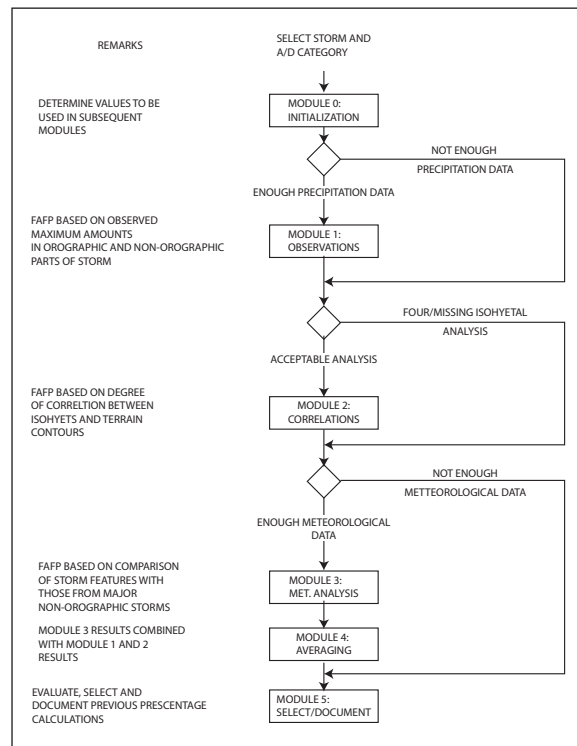 REMARKS
SELECT STORM AND
A/D CATEGORY
DETERMINE VALUES TO BE
USED IN SUBSEQUENT
MODULES
MODULE 0:
INITIALIZATION
NOT ENOUGH
PRECIPITATION DATA
ENOUGH PRECIPITATION DATA
FAFP BASED ON OBSERVED
MAXIMUM AMOUNTS
IN OROGRAPHIC AND NON-OROGRAPHIC
PARTS OF STORM
MODULE 1:
OBSERVATIONS
FOUR/MISSING ISOHYETAL
ANALYSIS
ACCEPTABLE ANALYSIS
FAFP BASED ON DEGREE
OF CORRELTION BETWEEN
ISOHYETS AND TERRAIN
CONTOURS
MODULE 2:
CORRELATIONS
NOT ENOUGH
METTEOROLOGICAL DATA
ENOUGH METEOROLOGICAL
DATA
FAFP BASED ON COMPARISON
OF STORM FEATURES WITH
THOSE FROM MAJOR
NON-OROGRAPHIC STORMS
MODULE 3:
MET. ANALYSIS
MODULE 3 RESULTS COMBINED
WITH MODULE 1 AND 2
RESULTS
MODULE 4:
AVERAGING
EVALUATE, SELECT AND
DOCUMENT PREVIOUS PRESCENTAGE
CALCULATIONS
MODULE 5:
SELECT/DOCUMENT